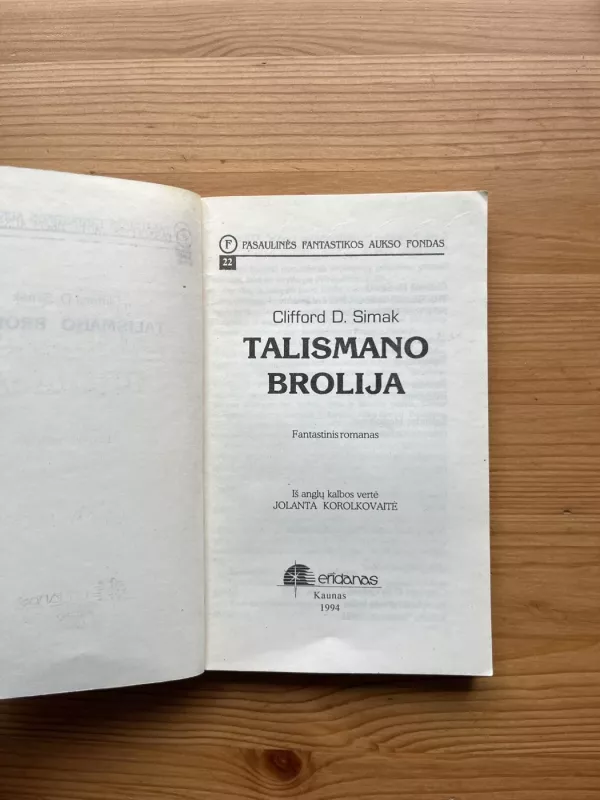 F PASAULINĖS FANTASTIKOS AUKSO FONDAS
22
Clifford D. Simak
TALISMANO
BROLIJA
Fantastinis romanas
Iš anglų kalbos vertė
JOLANTA KOROLKOVAITĖ
eridanas
Kaunas
1994